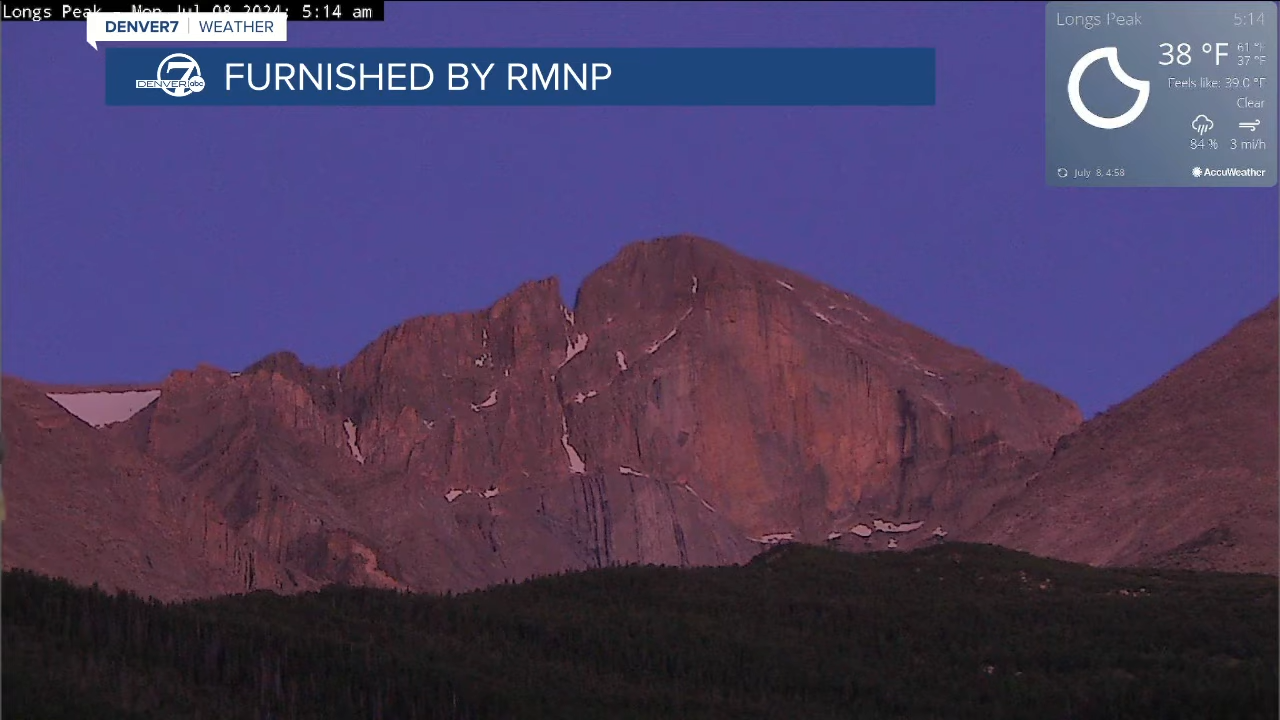 Longs Peak - Mon Jul 08 2024; 5:14 am
DENVER7 | WEATHER
DENVER 7 abc
FURNISHED BY RMNP
Longs Peak 5:14
38 °F
61 °F
37 °F
Feels like: 39.0 °F
Clear
84 % 3 mi/h
July 8, 4:58
AccuWeather